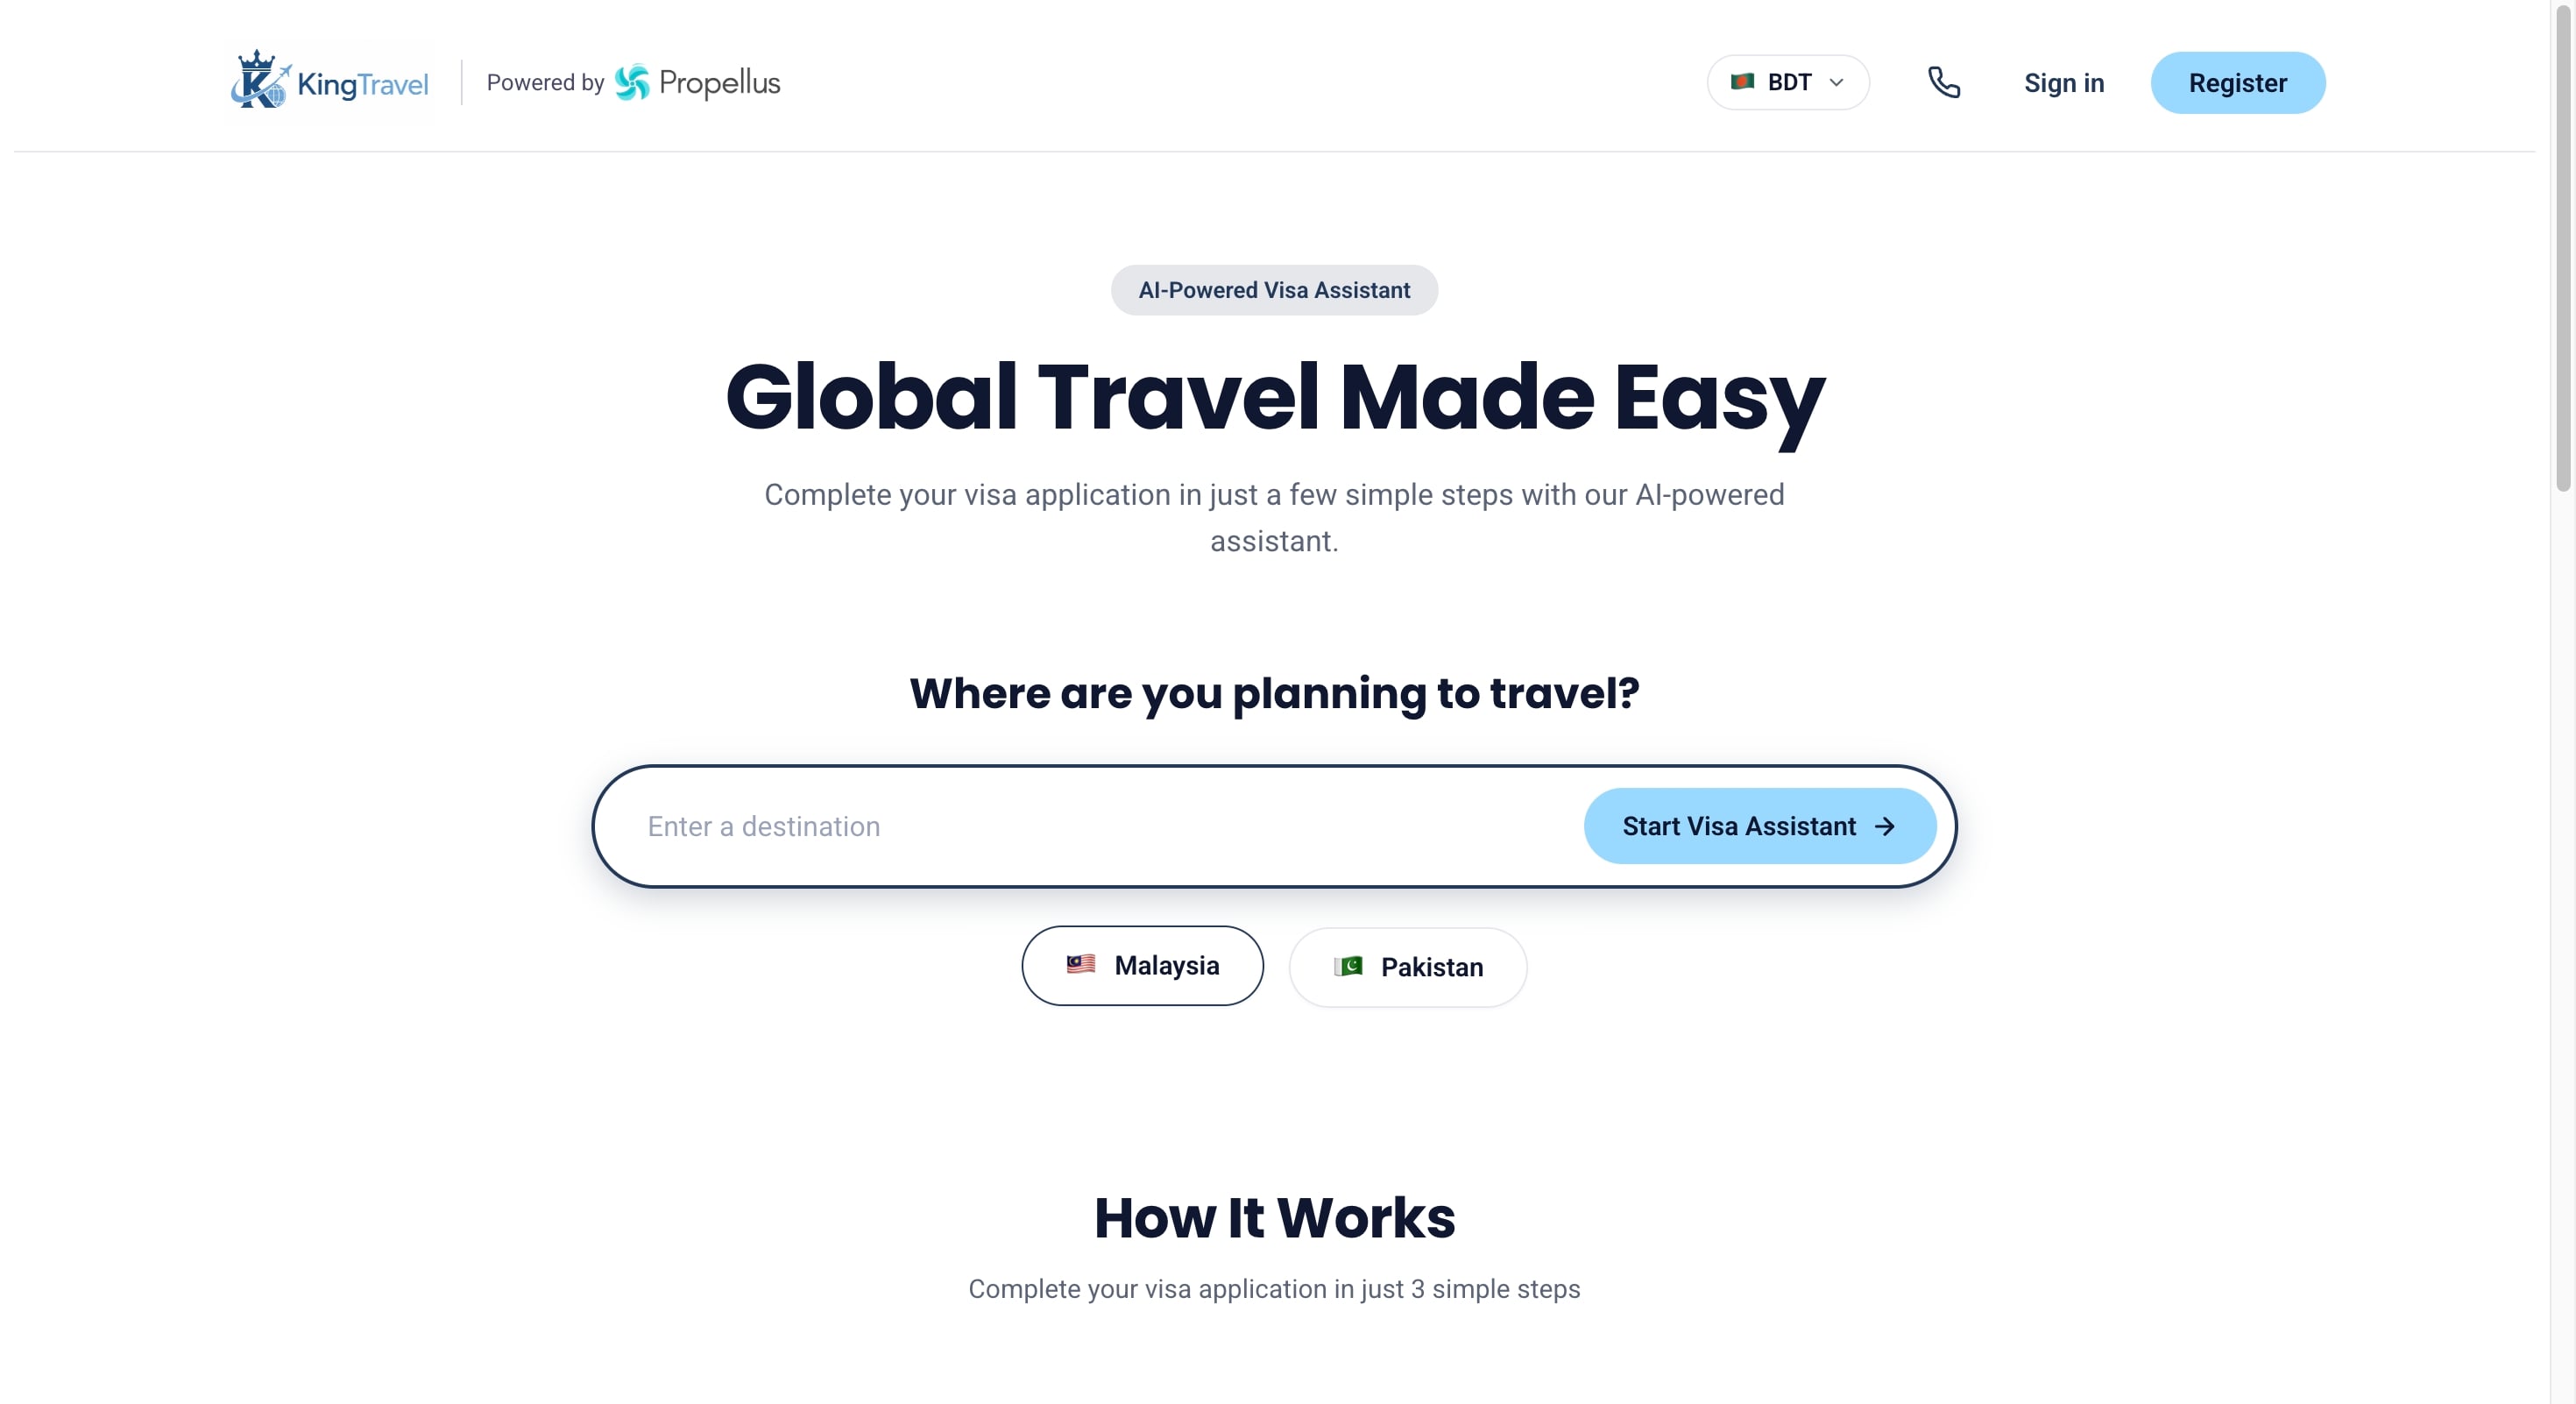 KingTravel
Powered by Propellus
BDT
Sign in
Register
AI-Powered Visa Assistant
Global Travel Made Easy
Complete your visa application in just a few simple steps with our AI-powered
assistant.
Where are you planning to travel?
Enter a destination
Start Visa Assistant
Malaysia
Pakistan
How It Works
Complete your visa application in just 3 simple steps